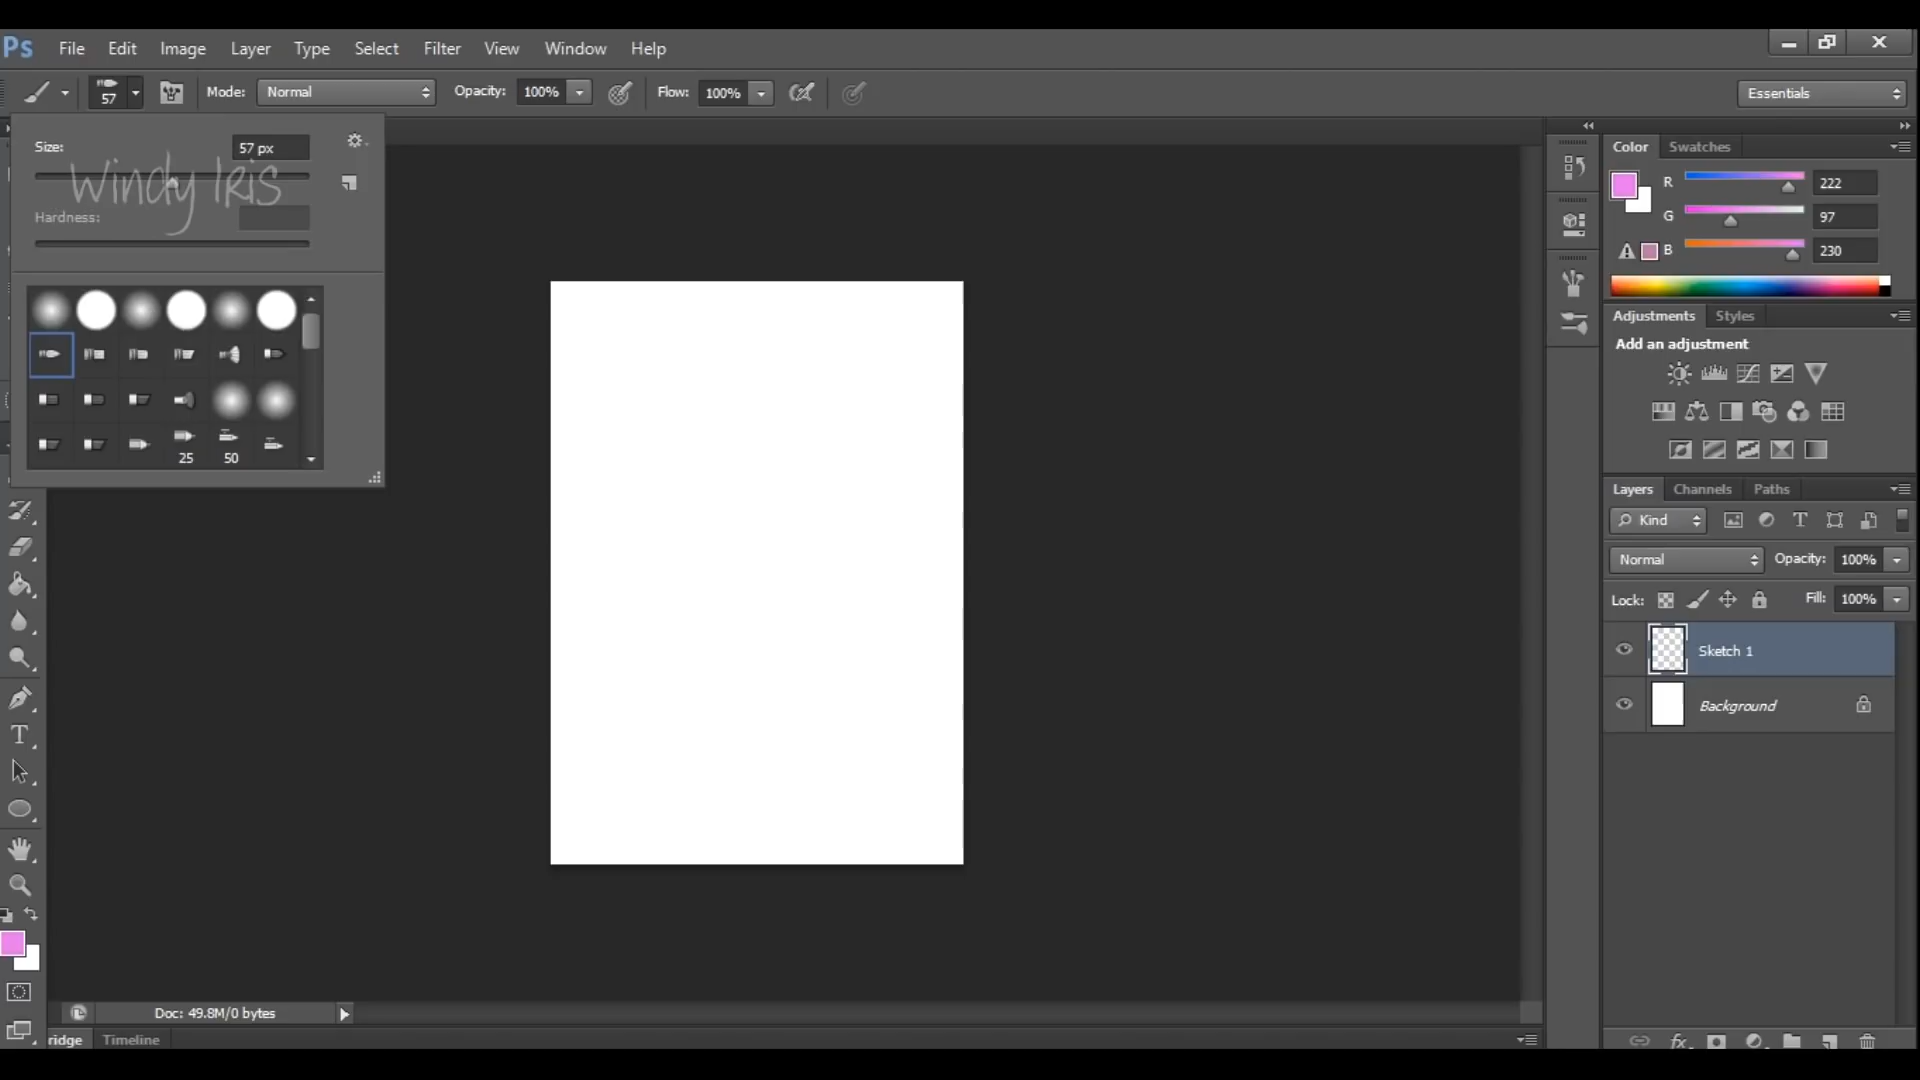 Ps File Edit Image Layer Type Select Filter View Window Help
57 Mode: Normal Opacity: 100% Flow: 100% Essentials
Size: 57 px
Windy Iris
Hardness:
25 50
Color Swatches
R 222
G 97
B 230
Adjustments Styles
Add an adjustment
Layers Channels Paths
Kind
Normal Opacity: 100%
Lock: Fill: 100%
Sketch 1
Background
Doc: 49.8M/0 bytes
ridge Timeline